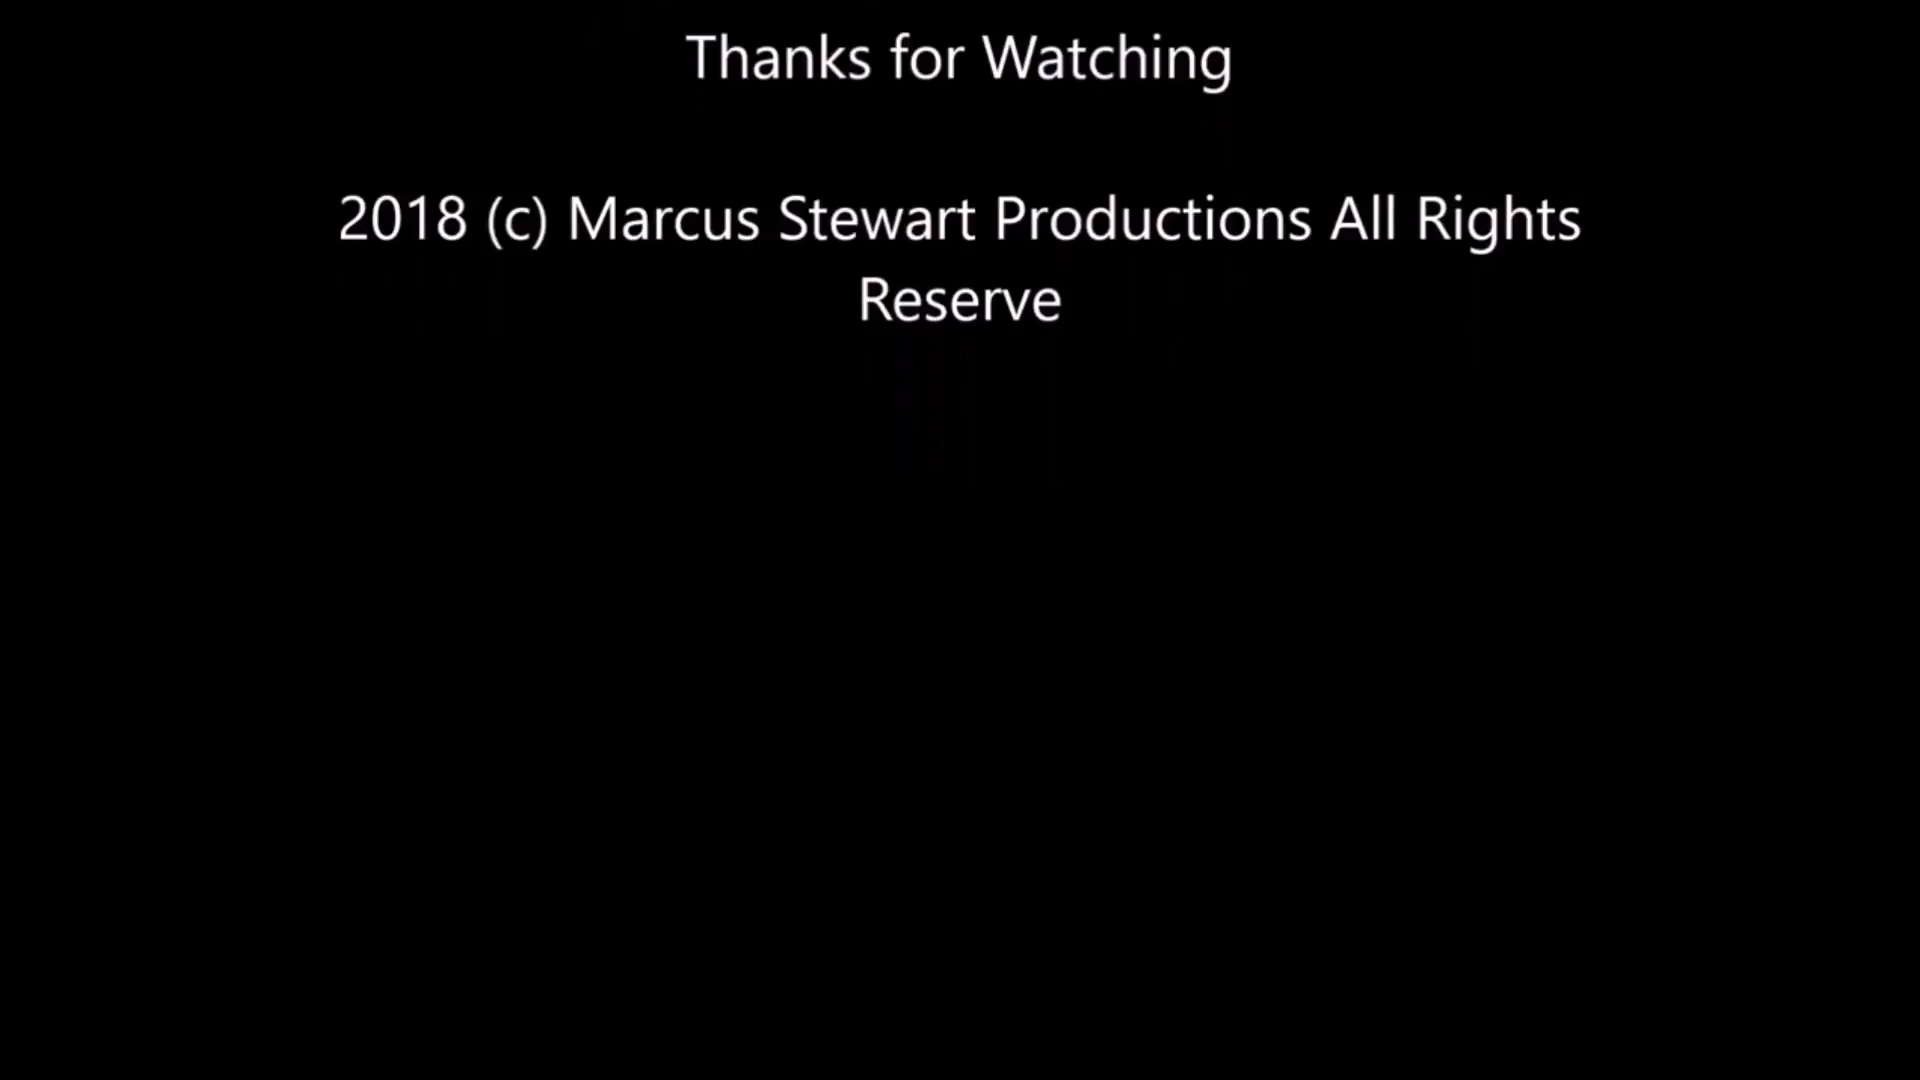 Thanks for Watching
2018 (c) Marcus Stewart Productions All Rights
Reserve